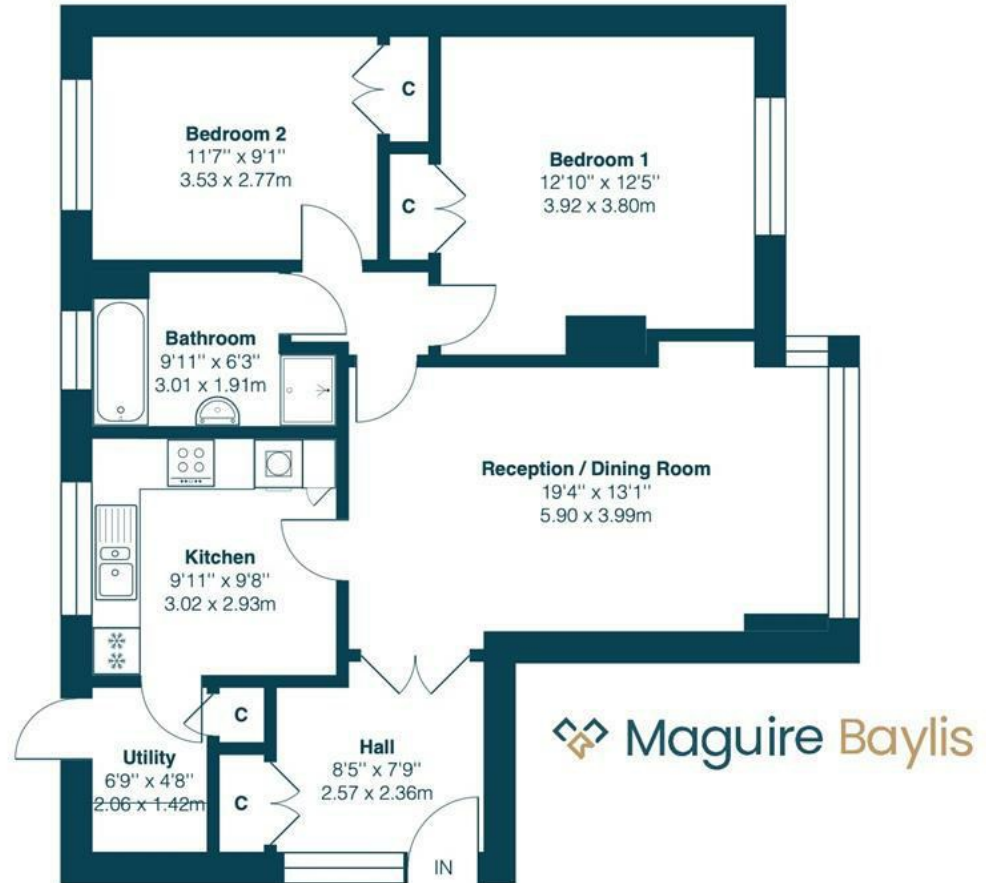 Bedroom 2
11'7" x 9'1"
3.53 x 2.77m
C
Bedroom 1
12'10" x 12'5"
3.92 x 3.80m
C
Bathroom
9'11" x 6'3"
3.01 x 1.91m
Reception / Dining Room
19'4" x 13'1"
5.90 x 3.99m
Kitchen
9'11" x 9'8"
3.02 x 2.93m
C
Utility
6'9" x 4'8"
2.06 x 1.42m
C
Hall
8'5" x 7'9"
2.57 x 2.36m
IN
Maguire Baylis